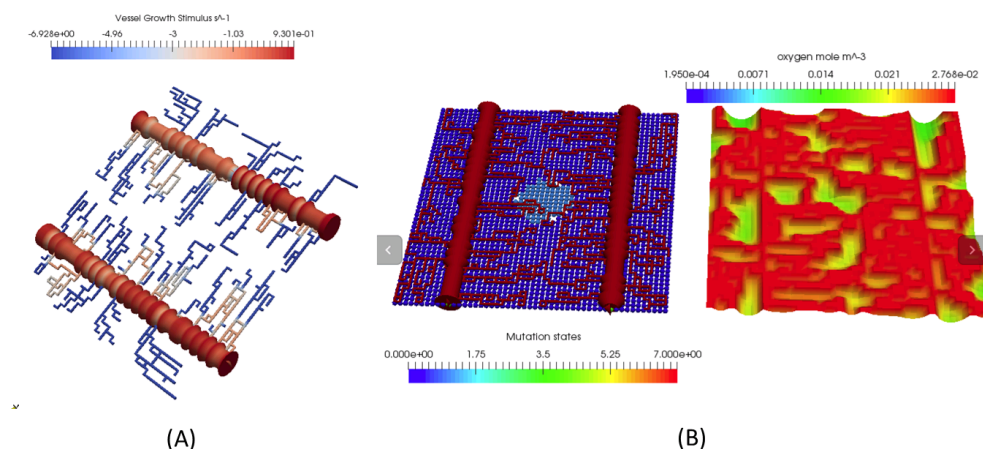 Vessel Growth Stimulus s^-1
-6.928e+00 -4.96 -3 -1.03 9.301e-01
oxygen mole m^-3
1.950e-04 0.0071 0.014 0.021 2.768e-02
Mutation states
0.000e+00 1.75 3.5 5.25 7.000e+00
(A) (B)